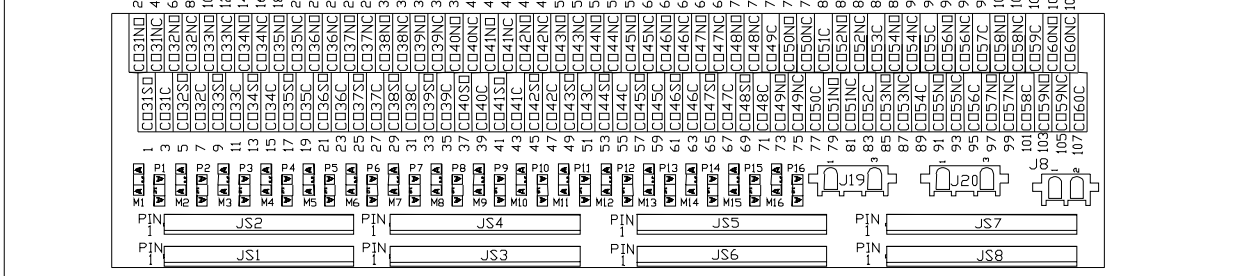 CO31NO CO31NC CO32NO CO32NC CO33NO CO33NC CO34NO CO34NC CO35NO CO35NC CO36NO CO36NC CO37NO CO37NC CO38NO CO38NC CO39NO CO39NC CO40NO CO40NC CO41NO CO41NC CO42NO CO42NC CO43NO CO43NC CO44NO CO44NC CO45NO CO45NC CO46NO CO46NC CO47NO CO47NC CO48NO CO48NC CO49C CO50NO CO50NC CO51C CO52NO CO52NC CO53C CO54NO CO54NC CO55C CO56NO CO56NC CO57C CO58NO CO58NC CO59C CO60NO CO60NC
CO31SO CO31C CO32SO CO32C CO33SO CO33C CO34SO CO34C CO35SO CO35C CO36SO CO36C CO37SO CO37C CO38SO CO38C CO39SO CO39C CO40SO CO40C CO41SO CO41C CO42SO CO42C CO43SO CO43C CO44SO CO44C CO45SO CO45C CO46SO CO46C CO47SO CO47C CO48SO CO48C CO49NO CO49NC CO50C CO51NO CO51NC CO52C CO53NO CO53NC CO54C CO55NO CO55NC CO56C CO57NO CO57NC CO58C CO59NO CO59NC CO60C
1 3 5 7 9 11 13 15 17 19 21 23 25 27 29 31 33 35 37 39 41 43 45 47 49 51 53 55 57 59 61 63 65 67 69 71 73 75 77 79 81 83 85 87 89 91 93 95 97 99 101 103 105 107
P1 P2 P3 P4 P5 P6 P7 P8 P9 P10 P11 P12 P13 P14 P15 P16
1 J19 3
1 J20 3
J8 1 2
M1 M2 M3 M4 M5 M6 M7 M8 M9 M10 M11 M12 M13 M14 M15 M16
PIN 1 JS2 PIN 1 JS4 PIN 1 JS5 PIN 1 JS7
PIN 1 JS1 PIN 1 JS3 PIN 1 JS6 PIN 1 JS8